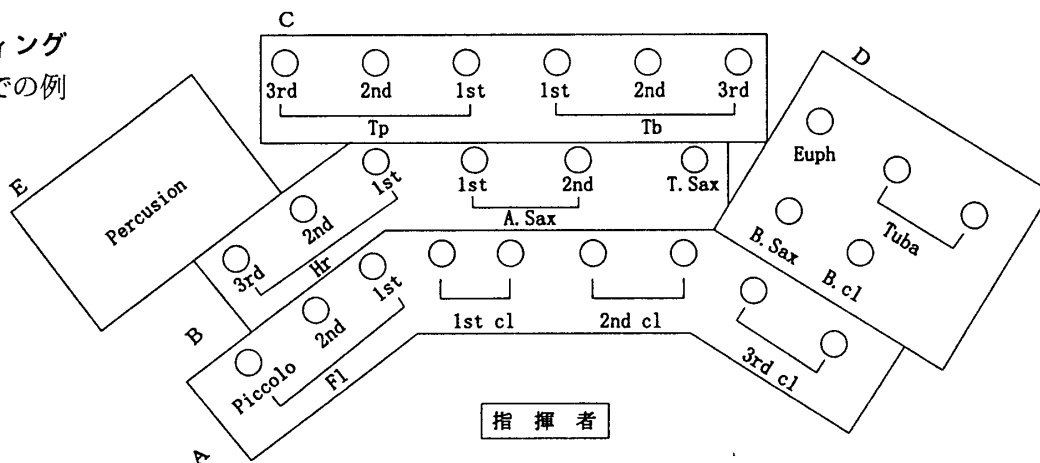 ィング
での例
C
3rd 2nd 1st 1st 2nd 3rd
Tp Tb
D
Euph
Tuba
B.Sax
B.cl
E
Percusion
1st 2nd T.Sax
A.Sax
3rd 2nd 1st
Hr
B
Piccolo 2nd 1st
Fl
1st cl 2nd cl
3rd cl
A
指揮者